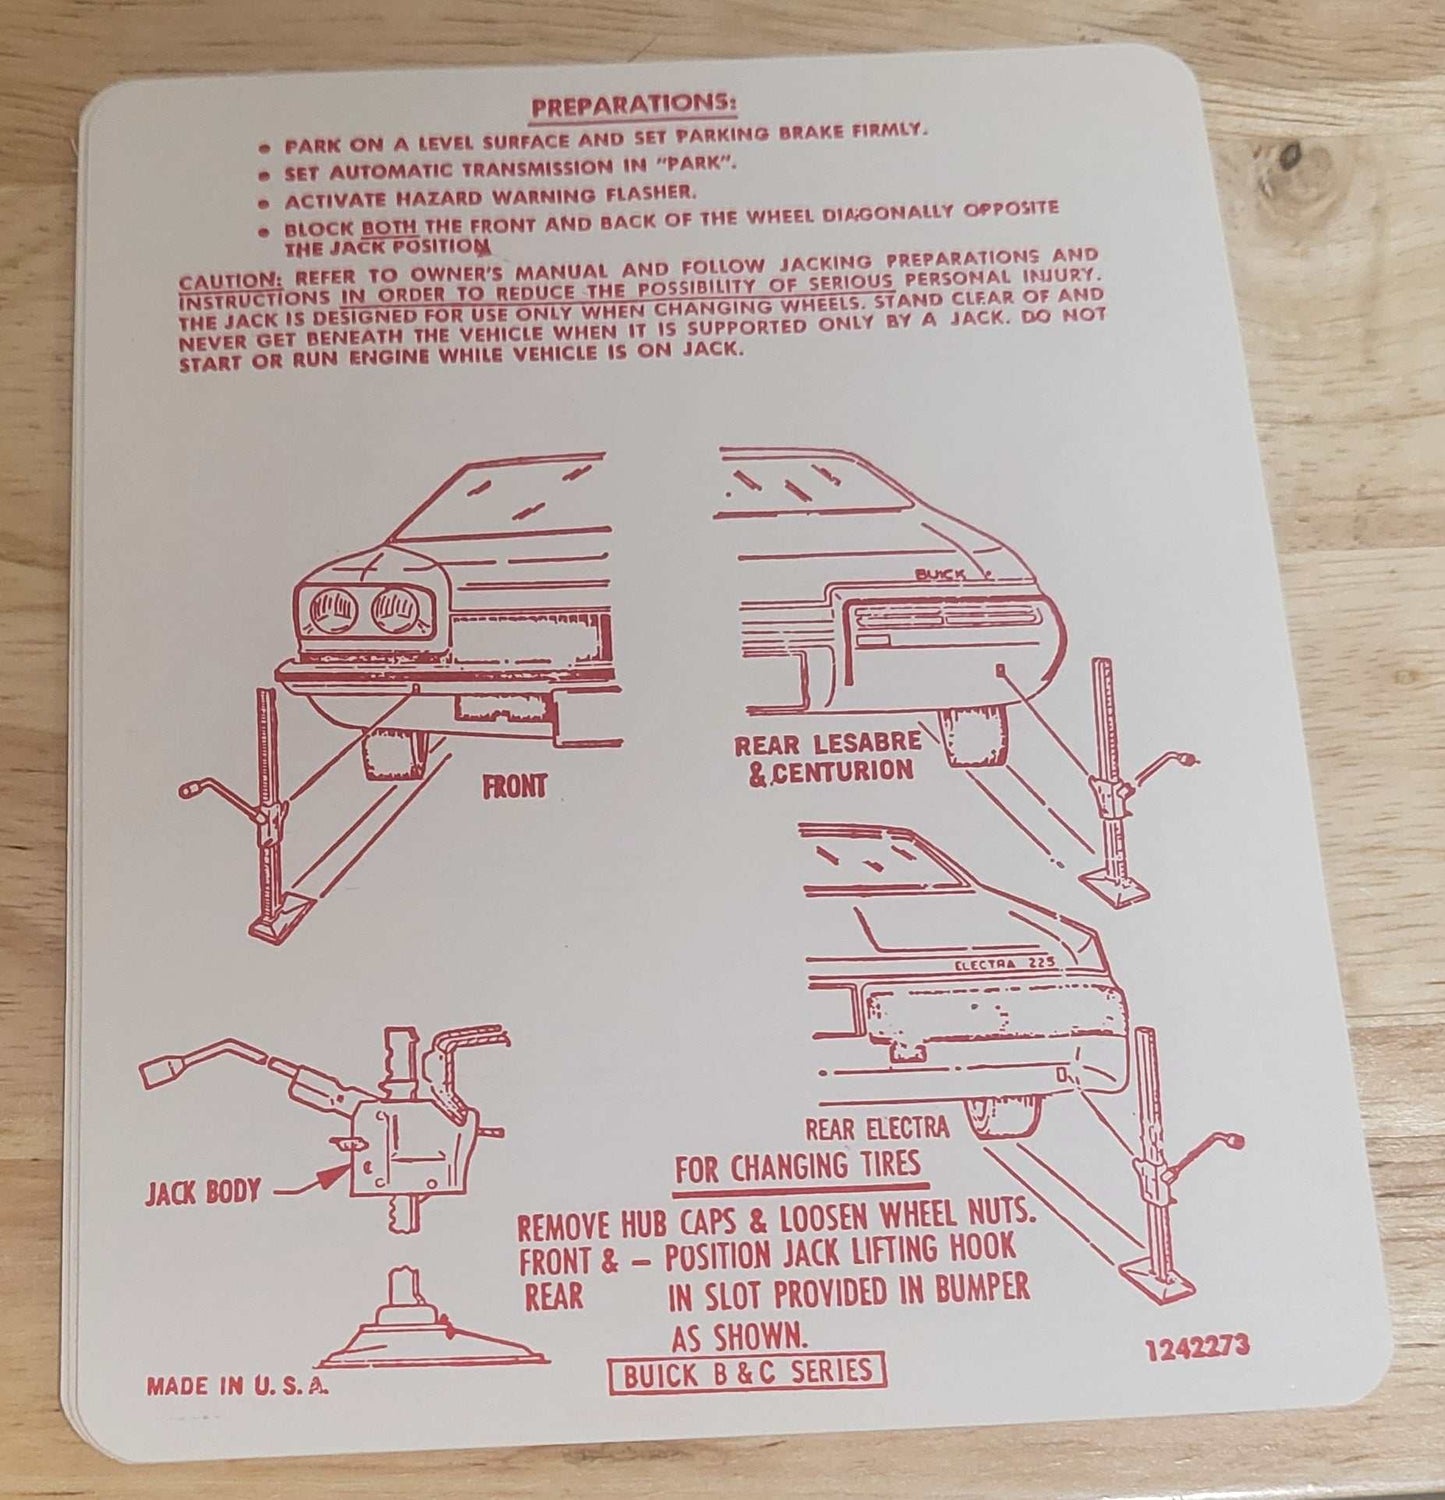 PREPARATIONS:
• PARK ON A LEVEL SURFACE AND SET PARKING BRAKE FIRMLY.
• SET AUTOMATIC TRANSMISSION IN "PARK".
• ACTIVATE HAZARD WARNING FLASHER.
• BLOCK BOTH THE FRONT AND BACK OF THE WHEEL DIAGONALLY OPPOSITE
THE JACK POSITION
CAUTION: REFER TO OWNER'S MANUAL AND FOLLOW JACKING PREPARATIONS AND
INSTRUCTIONS IN ORDER TO REDUCE THE POSSIBILITY OF SERIOUS PERSONAL INJURY.
THE JACK IS DESIGNED FOR USE ONLY WHEN CHANGING WHEELS. STAND CLEAR OF AND
NEVER GET BENEATH THE VEHICLE WHEN IT IS SUPPORTED ONLY BY A JACK. DO NOT
START OR RUN ENGINE WHILE VEHICLE IS ON JACK.
BUICK
FRONT
REAR LESABRE
& CENTURION
ELECTRA 225
REAR ELECTRA
JACK BODY
FOR CHANGING TIRES
REMOVE HUB CAPS & LOOSEN WHEEL NUTS.
FRONT & – POSITION JACK LIFTING HOOK
REAR IN SLOT PROVIDED IN BUMPER
AS SHOWN.
BUICK B & C SERIES
1242273
MADE IN U.S.A.